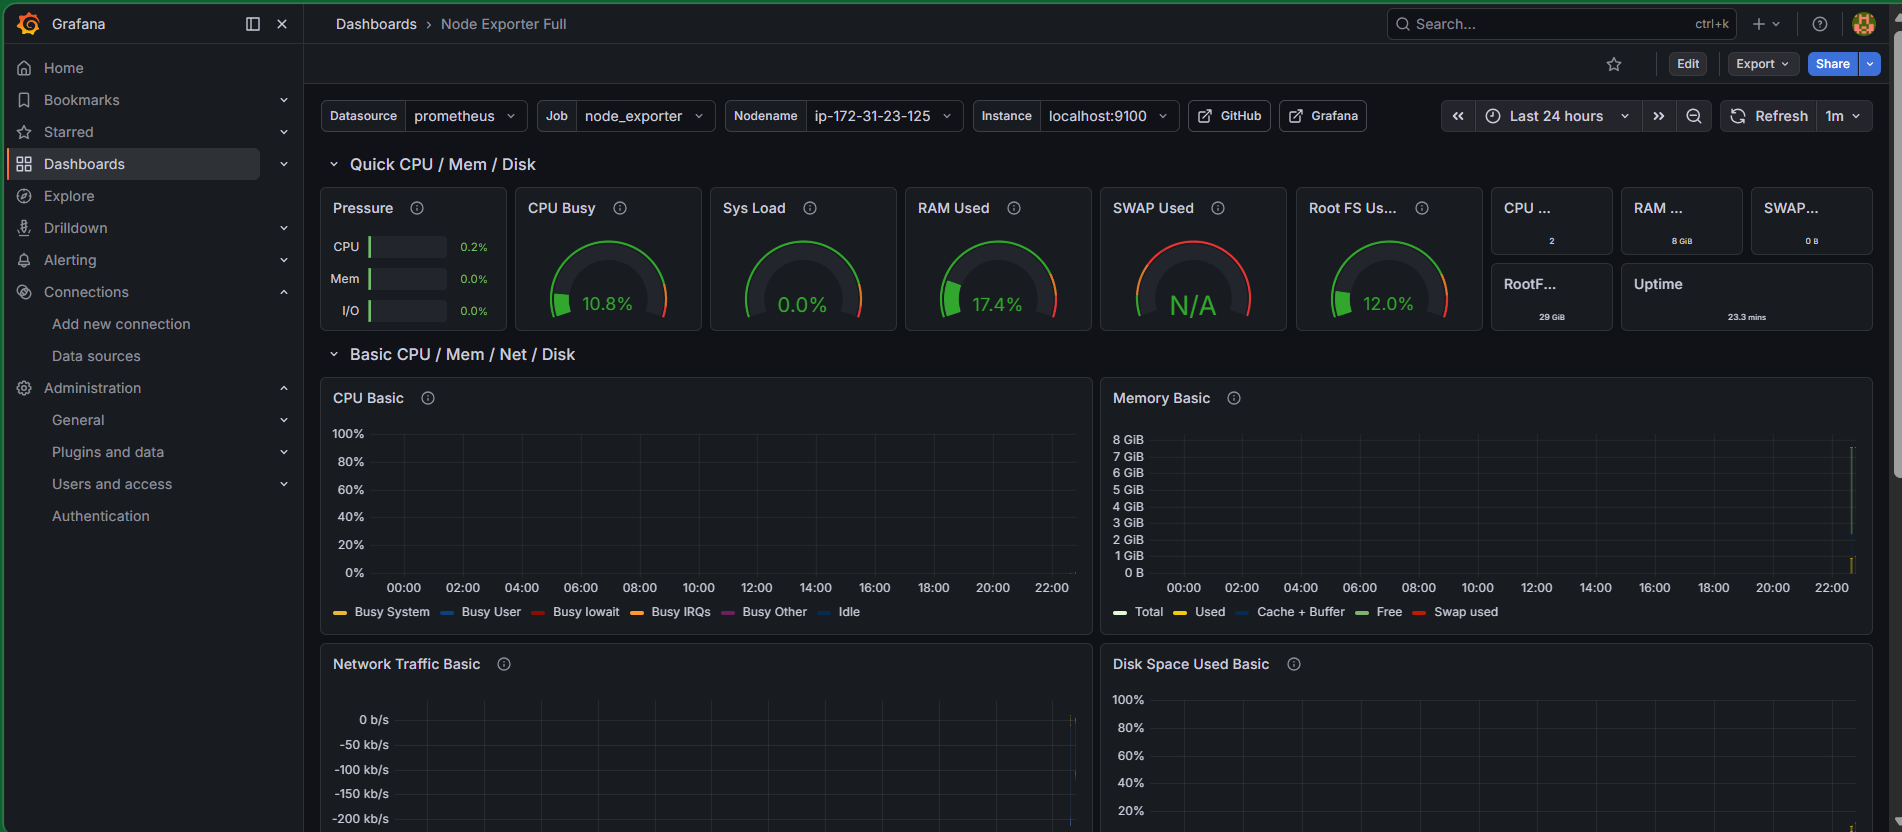 Grafana
Dashboards › Node Exporter Full
Search... ctrl+k
Home
Bookmarks
Starred
Dashboards
Explore
Drilldown
Alerting
Connections
Add new connection
Data sources
Administration
General
Plugins and data
Users and access
Authentication
Edit Export Share
Datasource prometheus Job node_exporter Nodename ip-172-31-23-125 Instance localhost:9100 GitHub Grafana Last 24 hours Refresh 1m
Quick CPU / Mem / Disk
Pressure
CPU 0.2%
Mem 0.0%
I/O 0.0%
CPU Busy
10.8%
Sys Load
0.0%
RAM Used
17.4%
SWAP Used
N/A
Root FS Us...
12.0%
CPU ...
2
RAM ...
8 GiB
SWAP...
0 B
RootF...
29 GiB
Uptime
23.3 mins
Basic CPU / Mem / Net / Disk
CPU Basic
100%
80%
60%
40%
20%
0%
00:00 02:00 04:00 06:00 08:00 10:00 12:00 14:00 16:00 18:00 20:00 22:00
Busy System Busy User Busy Iowait Busy IRQs Busy Other Idle
Memory Basic
8 GiB
7 GiB
6 GiB
5 GiB
4 GiB
3 GiB
2 GiB
1 GiB
0 B
00:00 02:00 04:00 06:00 08:00 10:00 12:00 14:00 16:00 18:00 20:00 22:00
Total Used Cache + Buffer Free Swap used
Network Traffic Basic
0 b/s
-50 kb/s
-100 kb/s
-150 kb/s
-200 kb/s
Disk Space Used Basic
100%
80%
60%
40%
20%